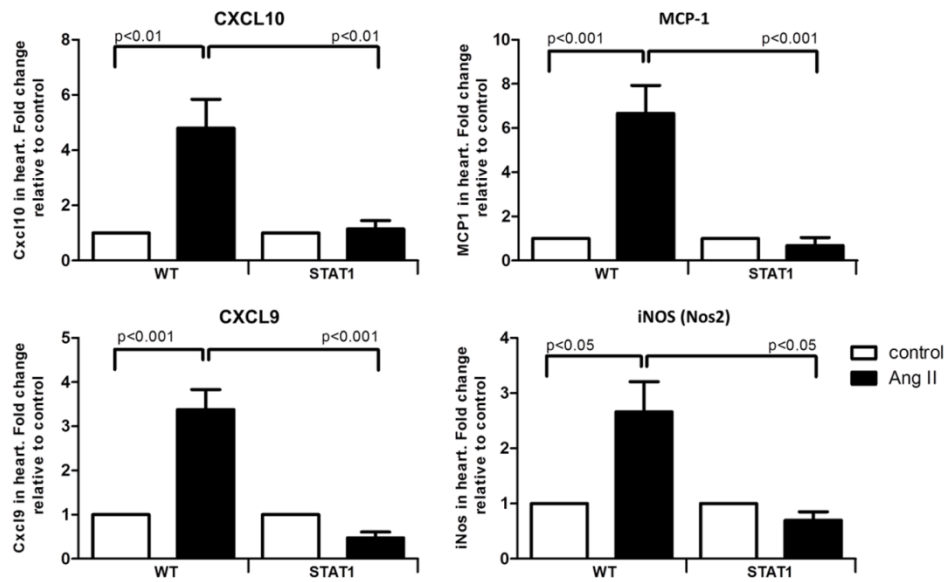 CXCL10
Cxcl10 in heart. Fold change
relative to control
8
6
4
2
0
p<0.01
p<0.01
WT
STAT1
MCP-1
MCP1 in heart. Fold change
relative to control
10
8
6
4
2
0
p<0.001
p<0.001
WT
STAT1
CXCL9
Cxcl9 in heart. Fold change
relative to control
5
4
3
2
1
0
p<0.001
p<0.001
WT
STAT1
iNOS (Nos2)
iNos in heart. Fold change
relative to control
4
3
2
1
0
p<0.05
p<0.05
WT
STAT1
control
Ang II